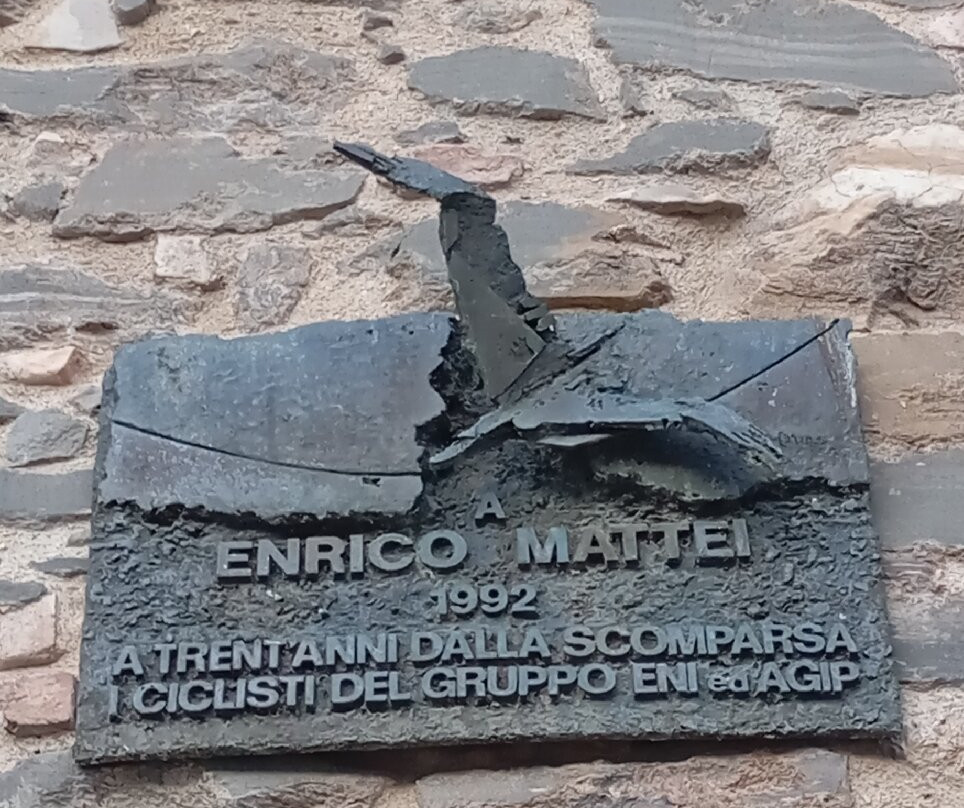 A
ENRICO MATTEI
1992
A TRENT'ANNI DALLA SCOMPARSA
I CICLISTI DEL GRUPPO ENI ed AGIP